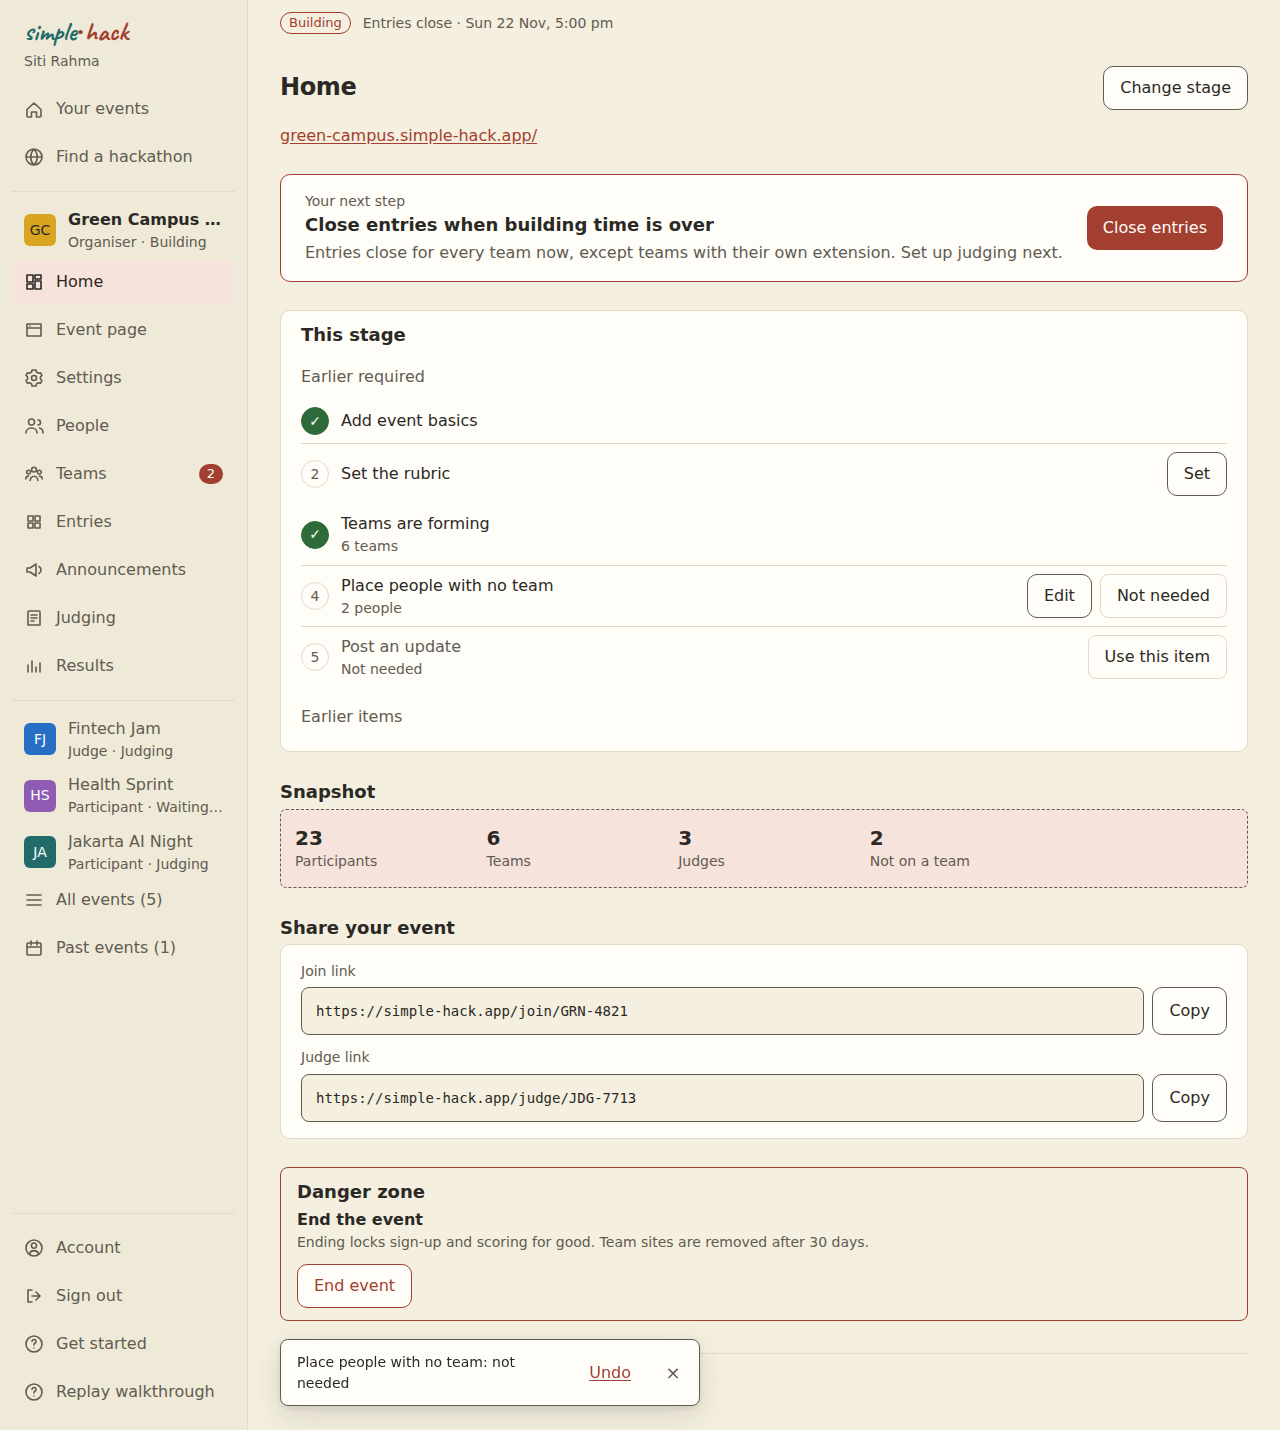 simple·hack
Siti Rahma
Your events
Find a hackathon
GC
Green Campus …
Organiser · Building
Home
Event page
Settings
People
Teams
2
Entries
Announcements
Judging
Results
FJ
Fintech Jam
Judge · Judging
HS
Health Sprint
Participant · Waiting…
JA
Jakarta AI Night
Participant · Judging
All events (5)
Past events (1)
Account
Sign out
Get started
Replay walkthrough
Building
Entries close · Sun 22 Nov, 5:00 pm
Home
Change stage
green-campus.simple-hack.app/
Your next step
Close entries when building time is over
Entries close for every team now, except teams with their own extension. Set up judging next.
Close entries
This stage
Earlier required
✓
Add event basics
2
Set the rubric
Set
✓
Teams are forming
6 teams
4
Place people with no team
2 people
Edit
Not needed
5
Post an update
Not needed
Use this item
Earlier items
Snapshot
23
Participants
6
Teams
3
Judges
2
Not on a team
Share your event
Join link
https://simple-hack.app/join/GRN-4821
Copy
Judge link
https://simple-hack.app/judge/JDG-7713
Copy
Danger zone
End the event
Ending locks sign-up and scoring for good. Team sites are removed after 30 days.
End event
Place people with no team: not
needed
Undo
×